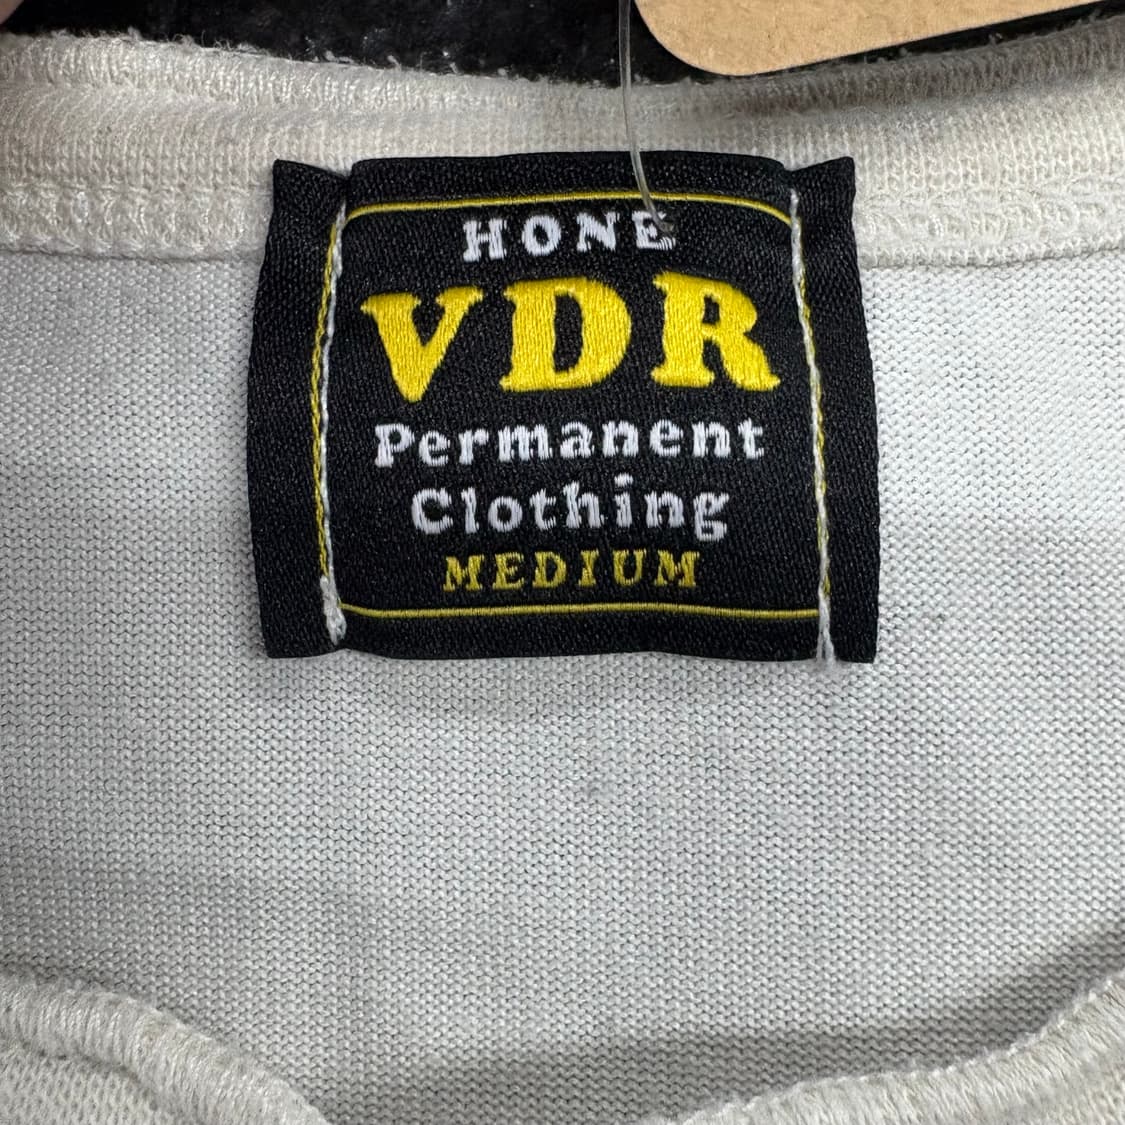 HONE
VDR
Permanent
Clothing
MEDIUM